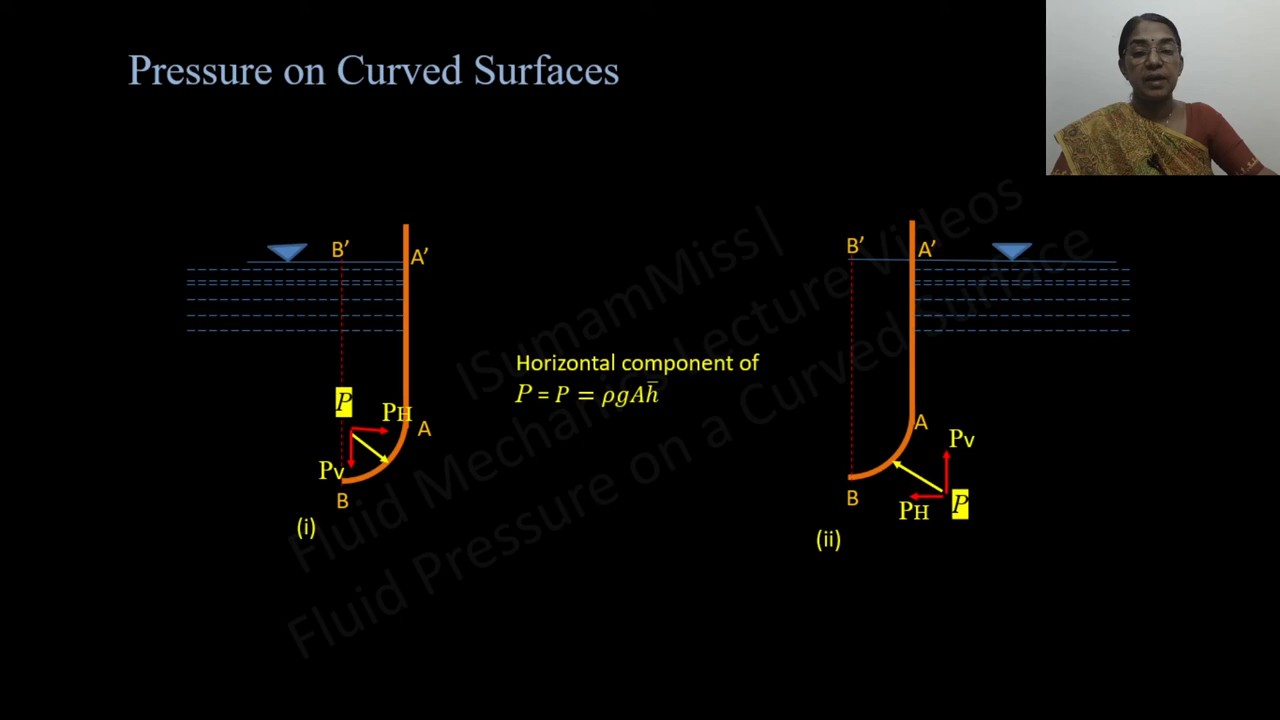 Pressure on Curved Surfaces
B’
A’
P
PH
A
Pv
B
(i)
Horizontal component of
P = P = ρgAh̄
B’
A’
A
Pv
B
PH
P
(ii)
|SumamMiss|
Fluid Mechanics Lecture Videos
Fluid Pressure on a Curved Surface